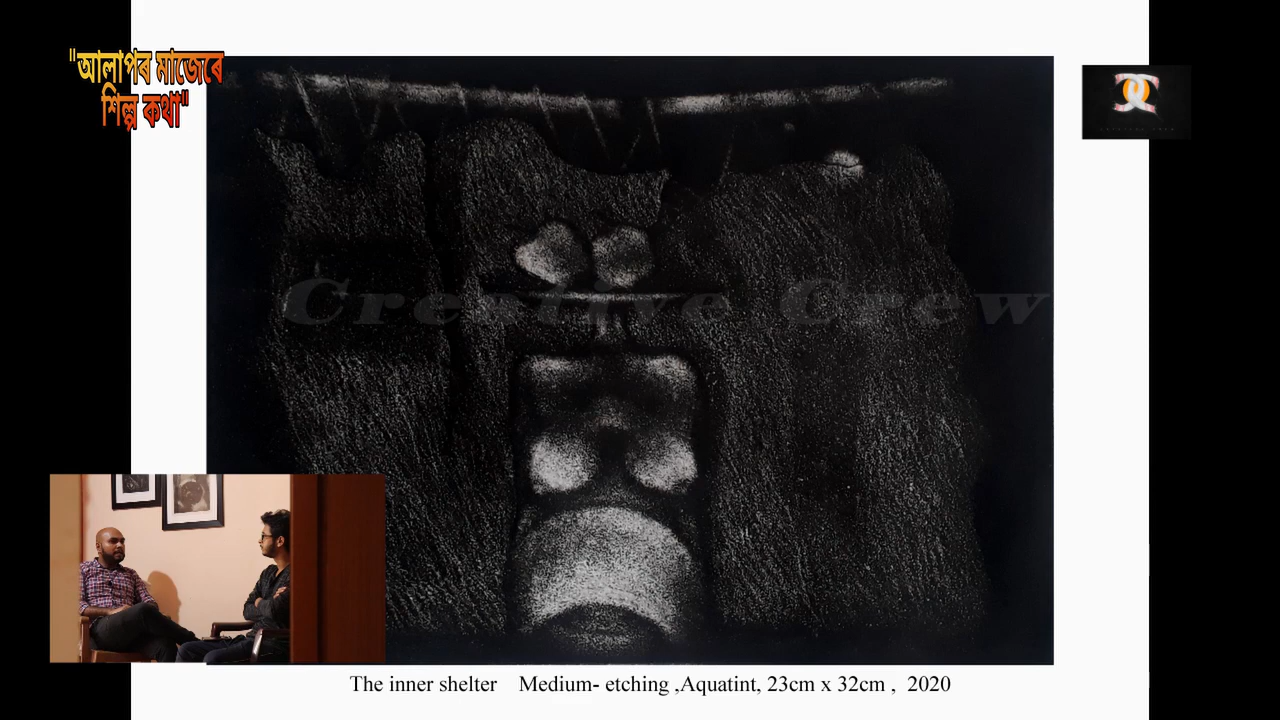 "আলাপৰ মাজেৰে
শিল্প কথা"
Creative Crew
The inner shelter Medium- etching ,Aquatint, 23cm x 32cm , 2020